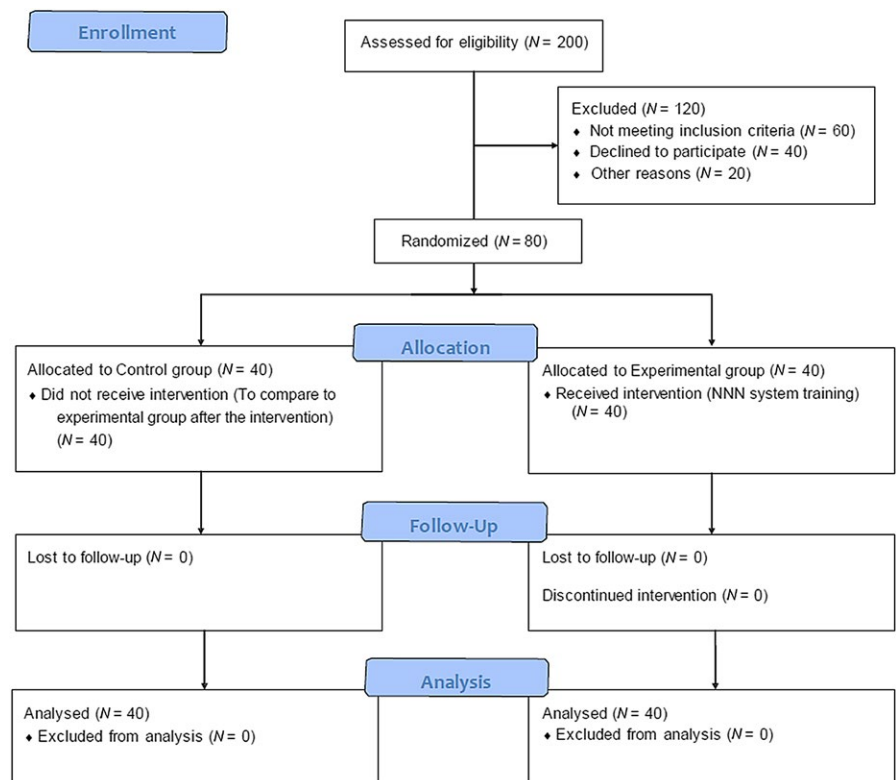 Enrollment
Assessed for eligibility (N = 200)
Excluded (N = 120)
♦ Not meeting inclusion criteria (N = 60)
♦ Declined to participate (N = 40)
♦ Other reasons (N = 20)
Randomized (N = 80)
Allocation
Allocated to Control group (N = 40)
♦ Did not receive intervention (To compare to
experimental group after the intervention)
(N = 40)
Allocated to Experimental group (N = 40)
♦ Received intervention (NNN system training)
(N = 40)
Follow-Up
Lost to follow-up (N = 0)
Lost to follow-up (N = 0)
Discontinued intervention (N = 0)
Analysis
Analysed (N = 40)
♦ Excluded from analysis (N = 0)
Analysed (N = 40)
♦ Excluded from analysis (N = 0)